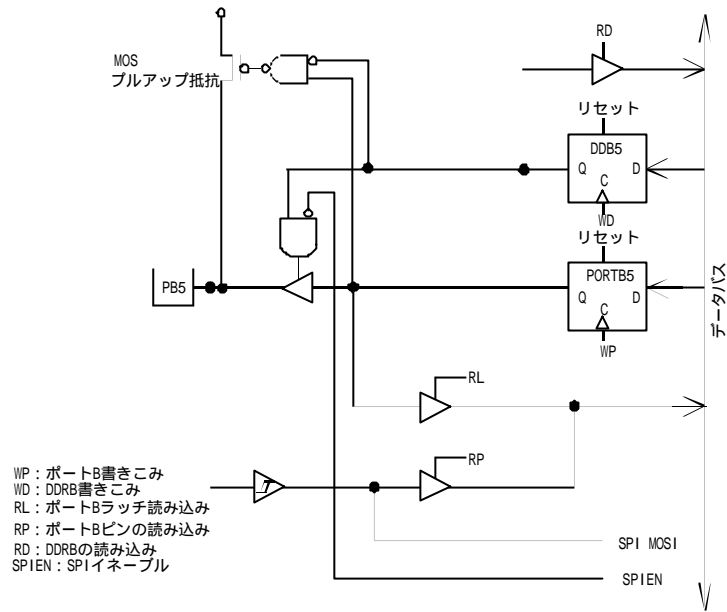 MOS
プルアップ抵抗
RD
リセット
DDB5
Q
D
C
WD
リセット
PORTB5
Q
D
C
WP
PB5
データバス
RL
RP
WP：ポートB書きこみ
WD：DDRB書きこみ
RL：ポートBラッチ読み込み
RP：ポートBピンの読み込み
RD：DDRBの読み込み
SPIEN：SPIイネーブル
SPI MOSI
SPIEN